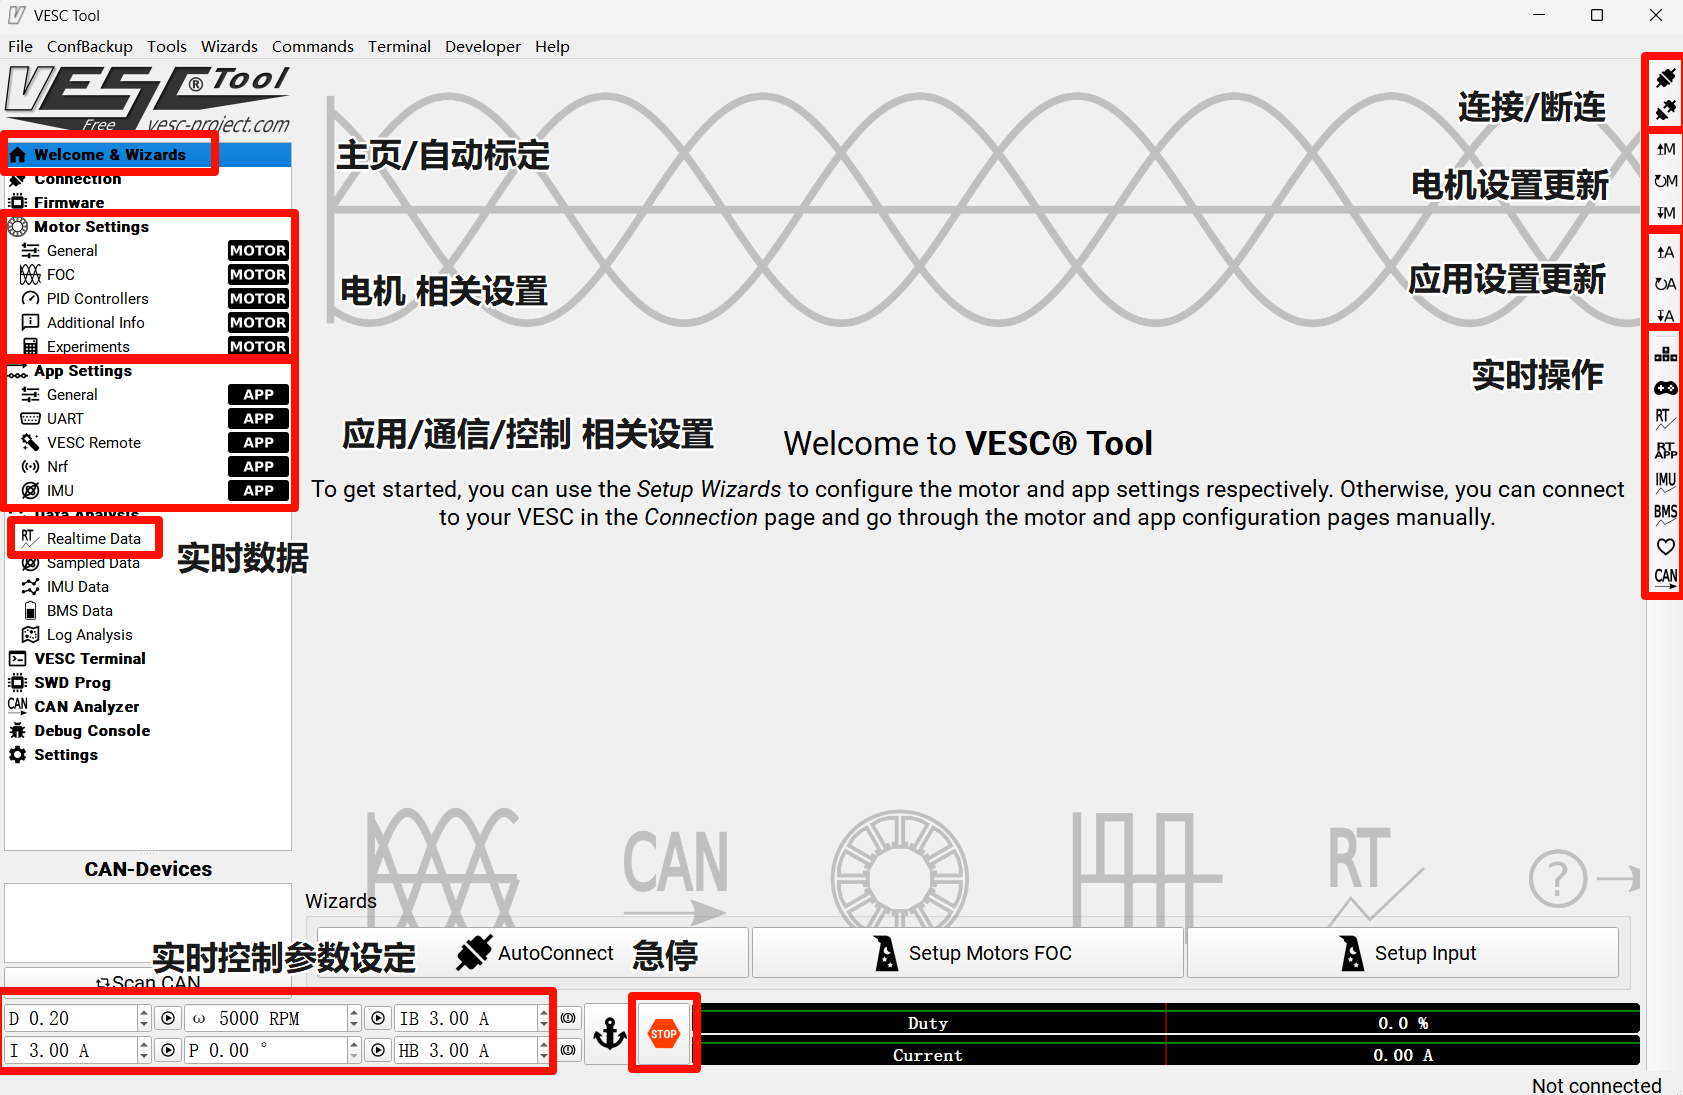 VESC Tool
File ConfBackup Tools Wizards Commands Terminal Developer Help
VESC® Tool
Free vesc-project.com
连接/断连
主页/自动标定
Welcome & Wizards
Connection
Firmware
Motor Settings
General MOTOR
FOC MOTOR
PID Controllers MOTOR
Additional Info MOTOR
Experiments MOTOR
电机 相关设置
App Settings
General APP
UART APP
VESC Remote APP
Nrf APP
IMU APP
应用/通信/控制 相关设置
Data Analysis
RT Realtime Data
实时数据
Sampled Data
IMU Data
BMS Data
Log Analysis
VESC Terminal
SWD Prog
CAN CAN Analyzer
Debug Console
Settings
电机设置更新
M
M
M
应用设置更新
A
A
A
实时操作
RT
RT APP
IMU
BMS
CAN
Welcome to VESC® Tool
To get started, you can use the Setup Wizards to configure the motor and app settings respectively. Otherwise, you can connect
to your VESC in the Connection page and go through the motor and app configuration pages manually.
CAN
RT
?
CAN-Devices
Scan CAN
实时控制参数设定
Wizards
AutoConnect
急停
Setup Motors FOC
Setup Input
D 0.20 ω 5000 RPM IB 3.00 A
I 3.00 A P 0.00 ° HB 3.00 A
STOP
Duty 0.0 %
Current 0.00 A
Not connected